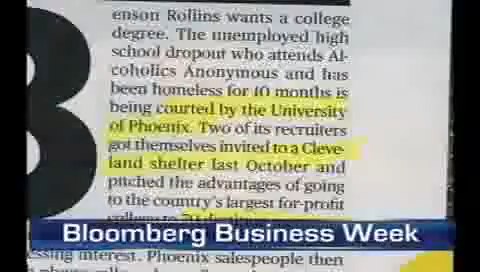 B
enson Rollins wants a college
degree. The unemployed high
school dropout who attends Al-
coholics Anonymous and has
been homeless for 10 months is
being courted by the University
of Phoenix. Two of its recruiters
got themselves invited to a Cleve-
land shelter last October and
pitched the advantages of going
to the country's largest for-profit
Bloomberg Business Week
interest. Phoenix salespeople then